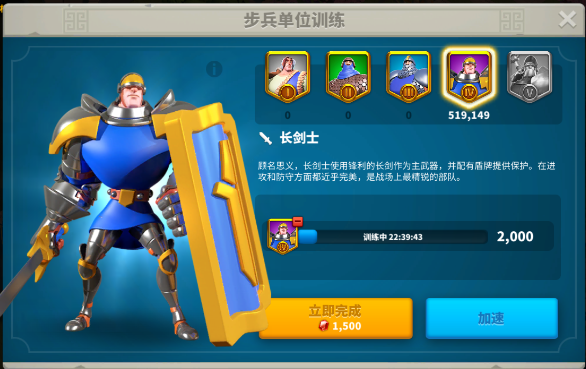 步兵单位训练
I
II
III
IV
V
0
0
0
519,149
长剑士
顾名思义，长剑士使用锋利的长剑作为主武器，并配有盾牌提供保护。在进
攻和防守方面都近乎完美，是战场上最精锐的部队。
IV
训练中 22:39:43
2,000
立即完成
1,500
加速